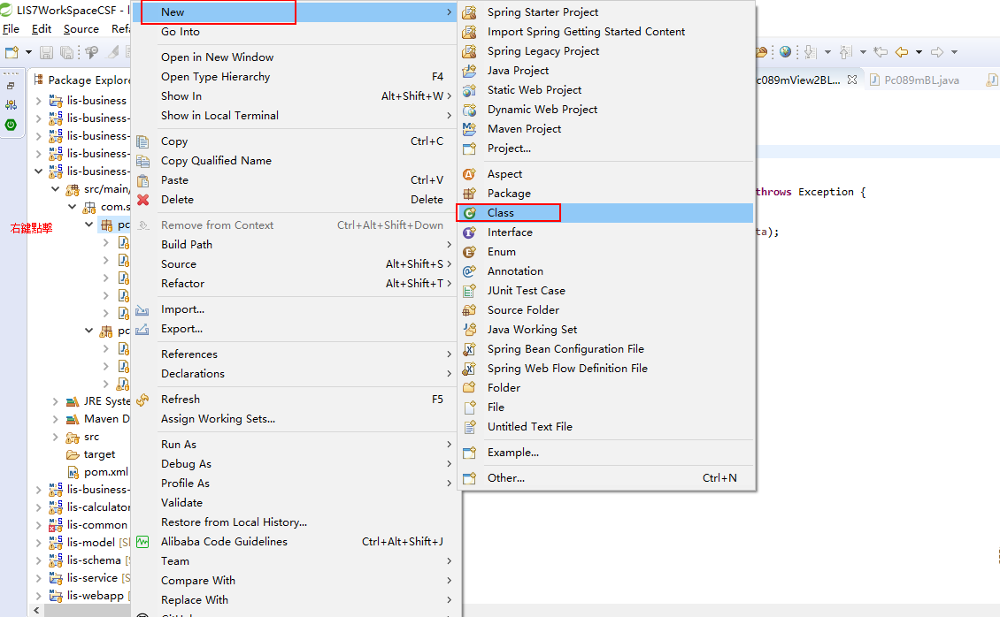 LIS7WorkSpaceCSF -
File Edit Source Refa
Package Explore
lis-business
lis-business-
lis-business-
lis-business-
lis-business-
src/main/
com.s
pc
右鍵點擊
pc
JRE Syste
Maven D
src
target
pom.xml
lis-business-
lis-calculator
lis-common
lis-model [S
lis-schema [
lis-service [S
lis-webapp [
New
Go Into
Open in New Window
Open Type Hierarchy F4
Show In Alt+Shift+W
Show in Local Terminal
Copy Ctrl+C
Copy Qualified Name
Paste Ctrl+V
Delete Delete
Remove from Context Ctrl+Alt+Shift+Down
Build Path
Source Alt+Shift+S
Refactor Alt+Shift+T
Import...
Export...
References
Declarations
Refresh F5
Assign Working Sets...
Run As
Debug As
Profile As
Validate
Restore from Local History...
Alibaba Code Guidelines Ctrl+Alt+Shift+J
Team
Compare With
Replace With
Spring Starter Project
Import Spring Getting Started Content
Spring Legacy Project
Java Project
Static Web Project
Dynamic Web Project
Maven Project
Project...
Aspect
Package
Class
Interface
Enum
Annotation
JUnit Test Case
Source Folder
Java Working Set
Spring Bean Configuration File
Spring Web Flow Definition File
Folder
File
Untitled Text File
Example...
Other... Ctrl+N
c089mView2BL... Pc089mBL.java
throws Exception {
ta);